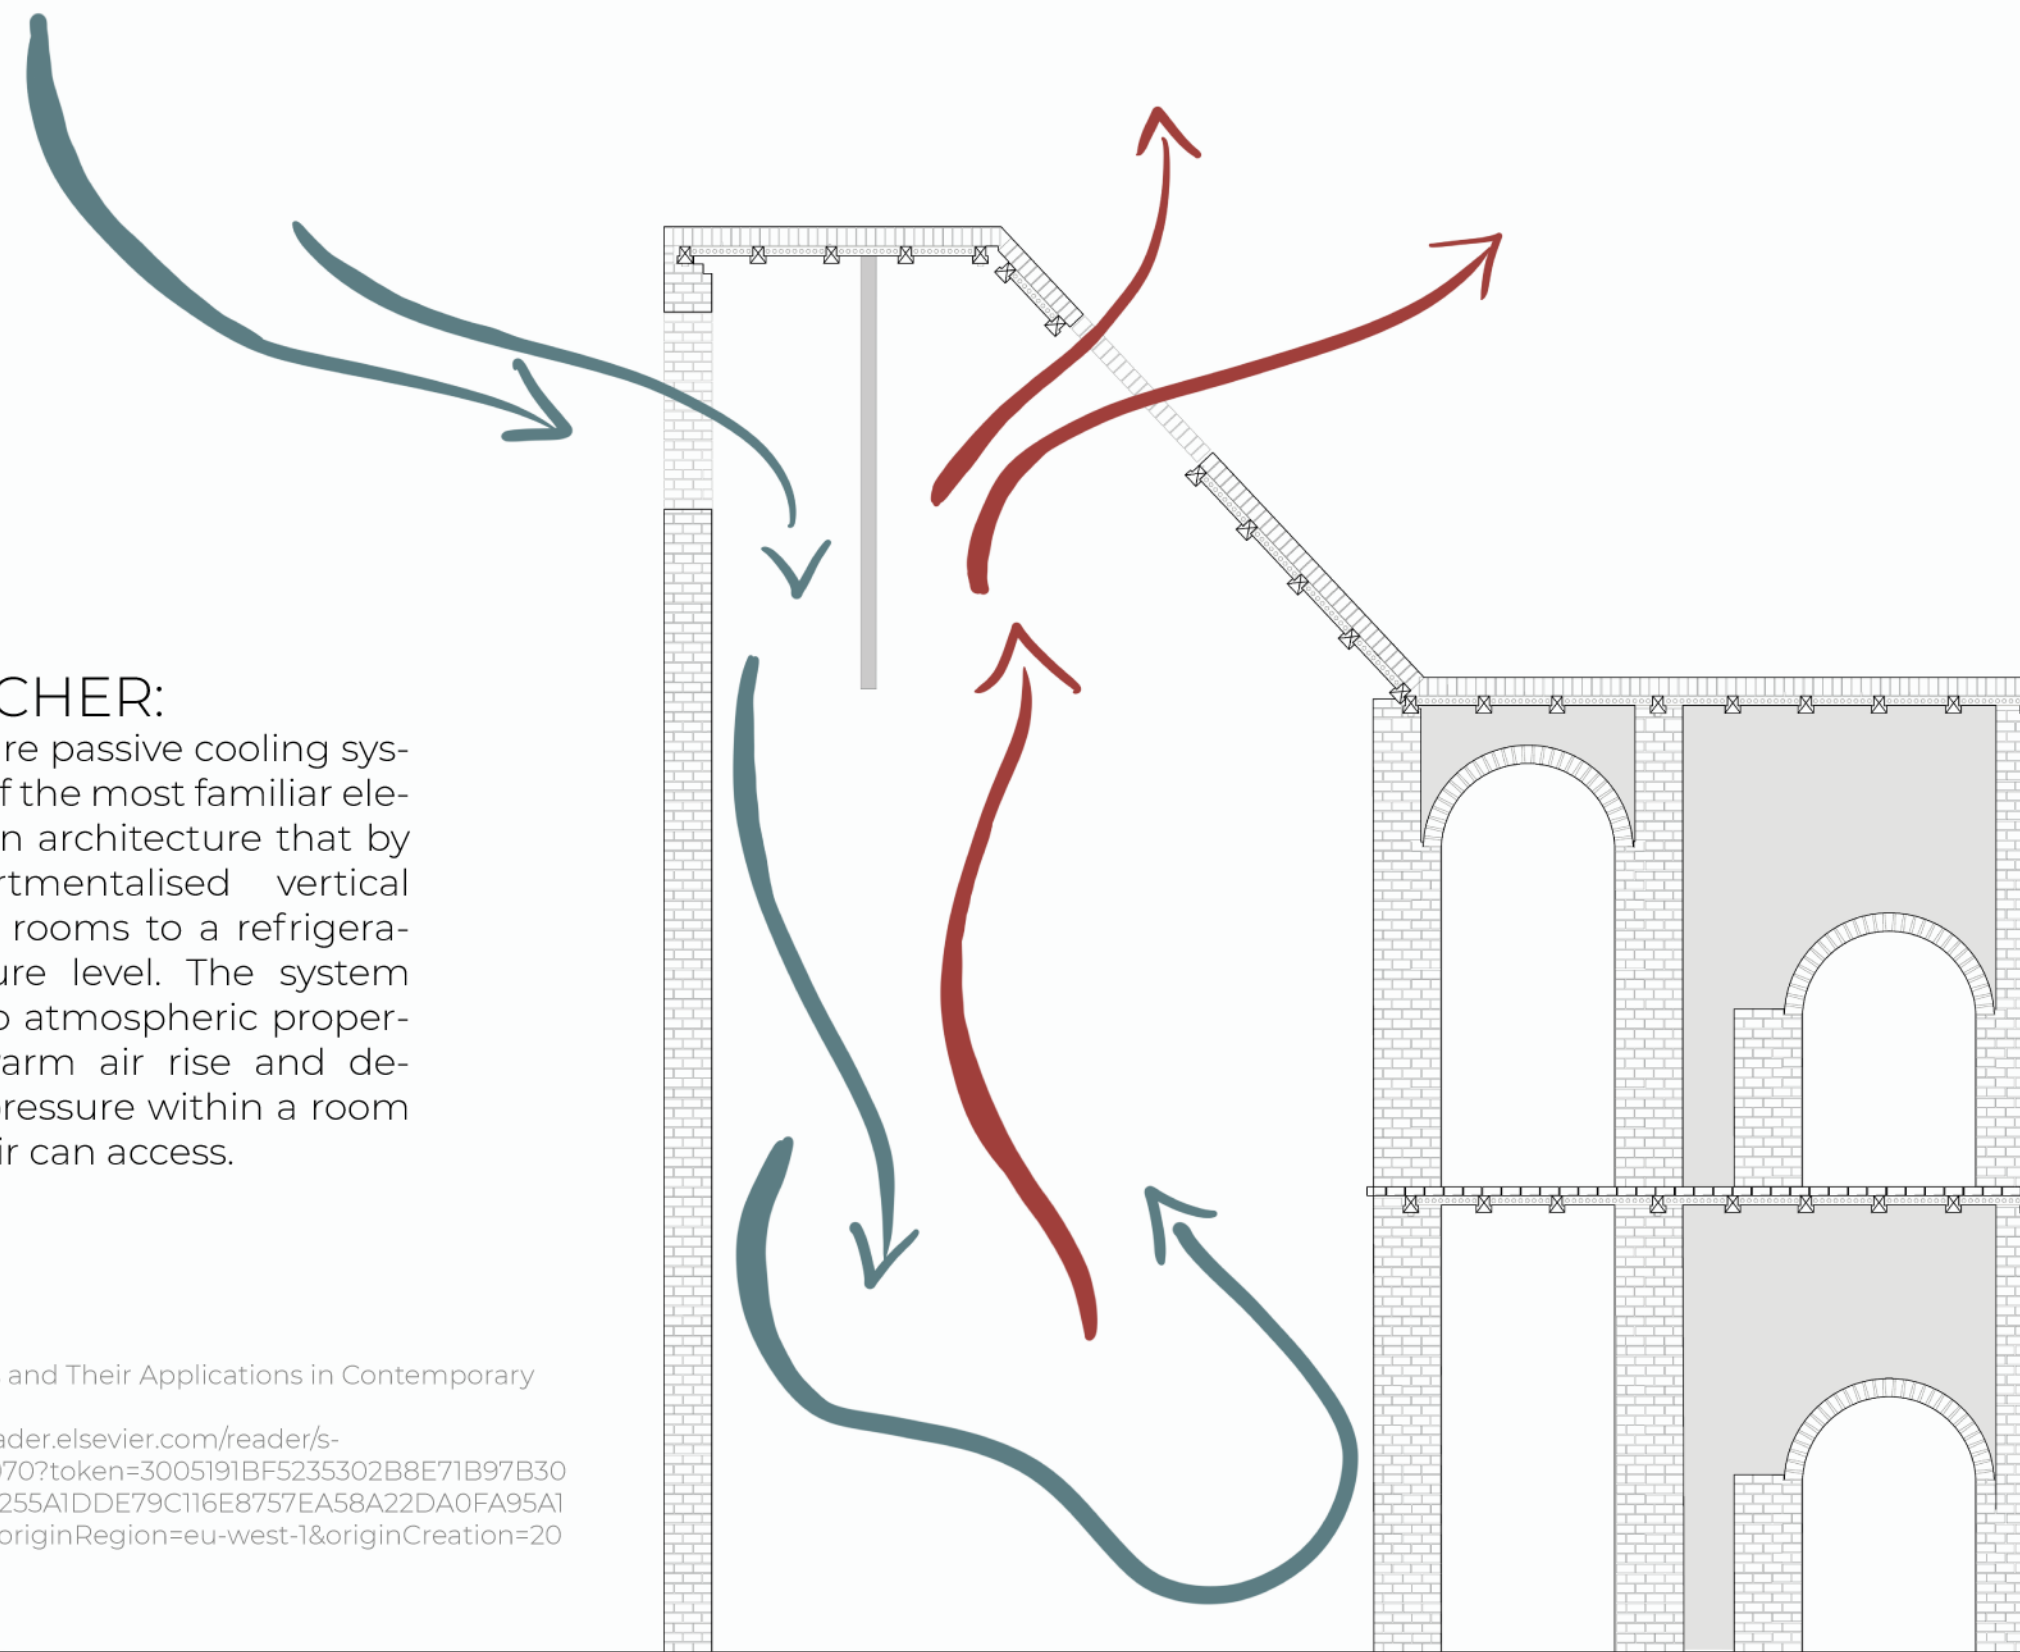 CHER:
re passive cooling sys-
f the most familiar ele-
n architecture that by
rtmentalised vertical
rooms to a refrigera-
ure level. The system
o atmospheric proper-
arm air rise and de-
pressure within a room
ir can access.
s and Their Applications in Contemporary
ader.elsevier.com/reader/s-
970?token=3005191BF5235302B8E71B97B30
255A1DDE79C116E8757EA58A22DA0FA95A1
originRegion=eu-west-1&originCreation=20